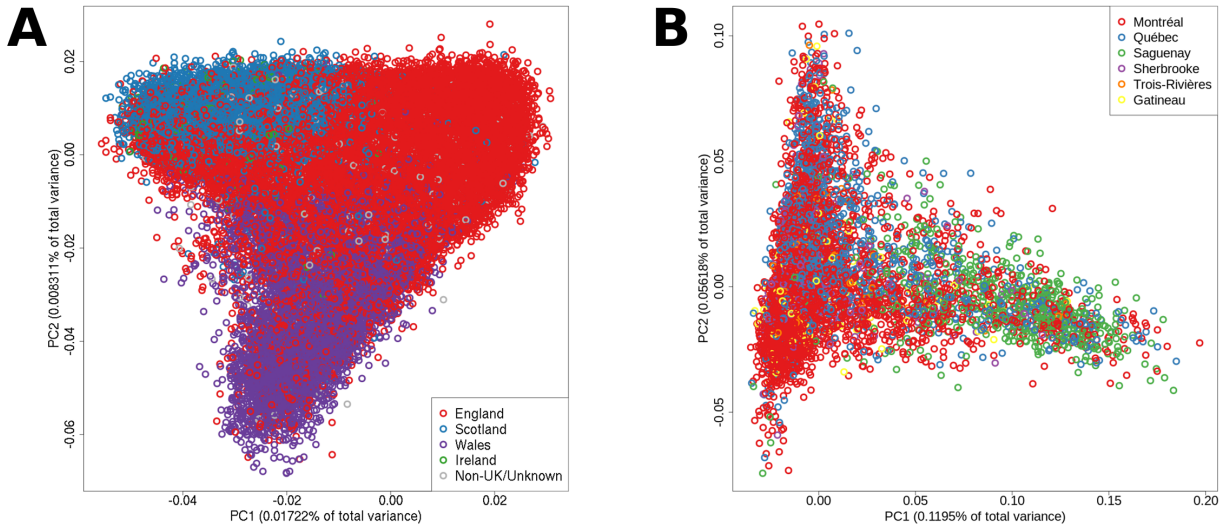 A
0.02
0.00
-0.02
-0.04
-0.06
PC2 (0.008311% of total variance)
England
Scotland
Wales
Ireland
Non-UK/Unknown
-0.04
-0.02
0.00
0.02
PC1 (0.01722% of total variance)
B
0.10
0.05
0.00
-0.05
PC2 (0.05618% of total variance)
Montréal
Québec
Saguenay
Sherbrooke
Trois-Rivières
Gatineau
0.00
0.05
0.10
0.15
0.20
PC1 (0.1195% of total variance)